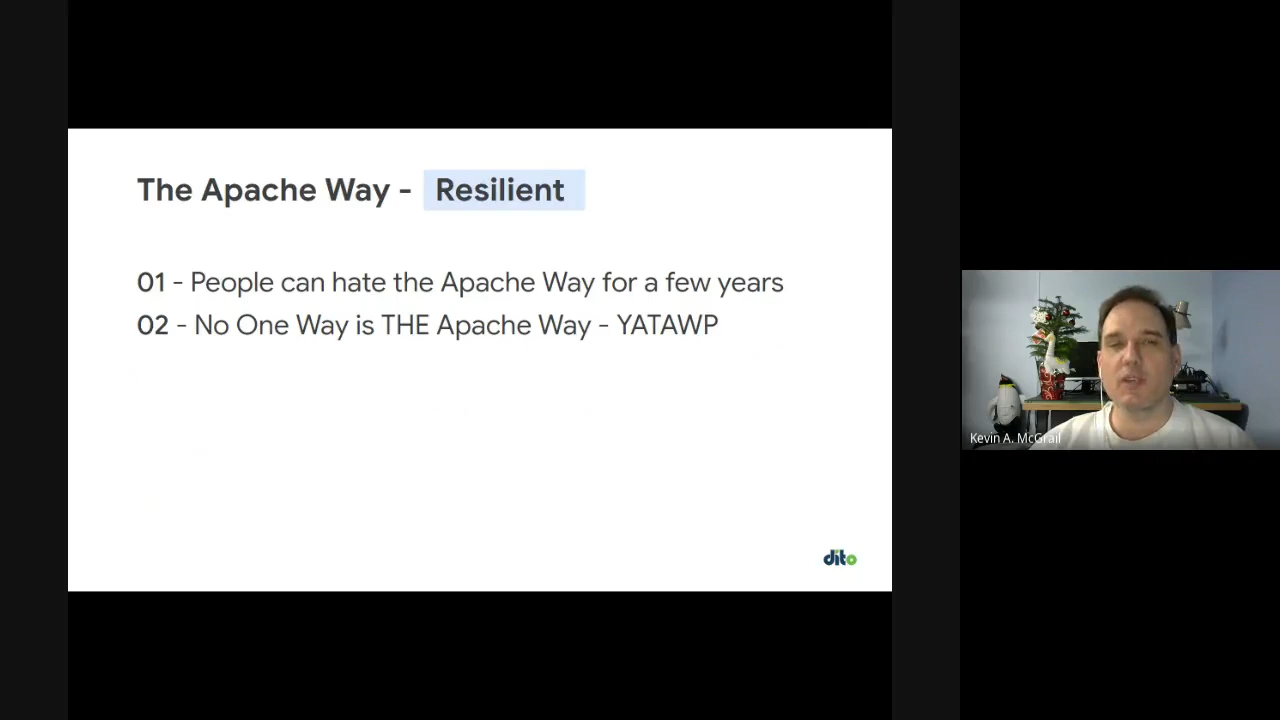 The Apache Way - Resilient
01 - People can hate the Apache Way for a few years
02 - No One Way is THE Apache Way - YATAWP
dito
Kevin A. McGrail